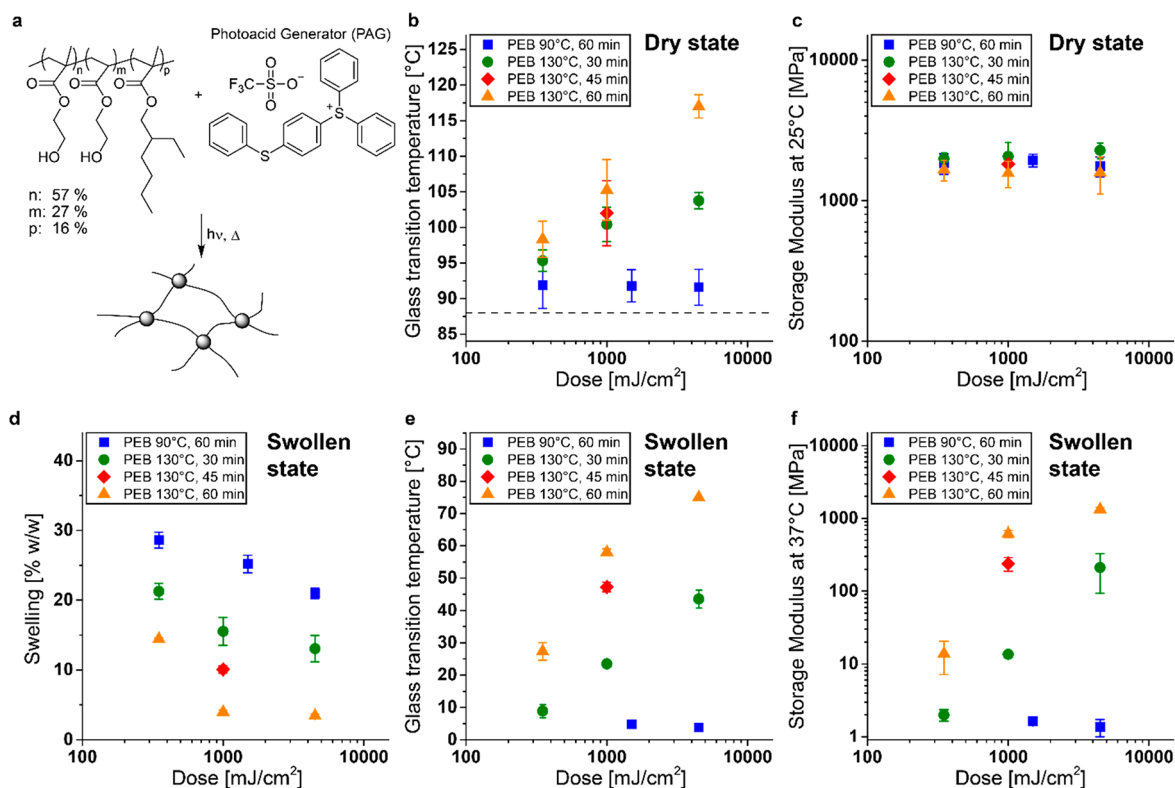 a
Photoacid Generator (PAG)
n
m
p
O
O
O
O
O
O
HO
HO
+
F₃C
O
S
O⁻
O
S
+
S
n: 57 %
m: 27 %
p: 16 %
hν, Δ
b
Glass transition temperature [°C]
125
120
115
110
105
100
95
90
85
PEB 90°C, 60 min
PEB 130°C, 30 min
PEB 130°C, 45 min
PEB 130°C, 60 min
Dry state
100
1000
10000
Dose [mJ/cm²]
c
Storage Modulus at 25°C [MPa]
10000
1000
100
PEB 90°C, 60 min
PEB 130°C, 30 min
PEB 130°C, 45 min
PEB 130°C, 60 min
Dry state
100
1000
10000
Dose [mJ/cm²]
d
Swelling [% w/w]
40
30
20
10
0
PEB 90°C, 60 min
PEB 130°C, 30 min
PEB 130°C, 45 min
PEB 130°C, 60 min
Swollen
state
100
1000
10000
Dose [mJ/cm²]
e
Glass transition temperature [°C]
90
80
70
60
50
40
30
20
10
0
PEB 90°C, 60 min
PEB 130°C, 30 min
PEB 130°C, 45 min
PEB 130°C, 60 min
Swollen
state
100
1000
10000
Dose [mJ/cm²]
f
Storage Modulus at 37°C [MPa]
10000
1000
100
10
1
PEB 90°C, 60 min
PEB 130°C, 30 min
PEB 130°C, 45 min
PEB 130°C, 60 min
Swollen
state
100
1000
10000
Dose [mJ/cm²]